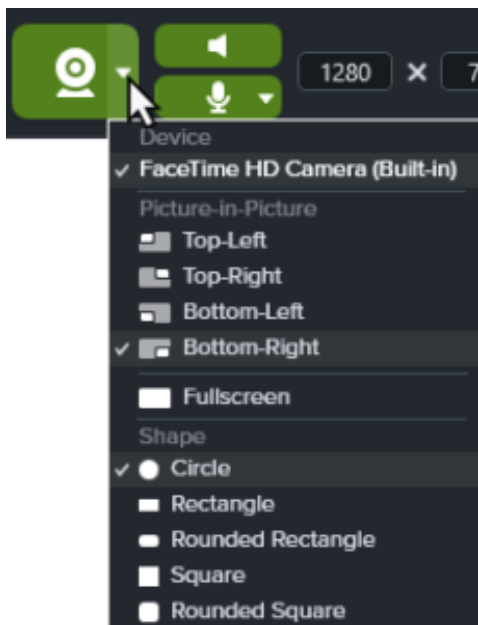 1280 × 7
Device
FaceTime HD Camera (Built-in)
Picture-in-Picture
Top-Left
Top-Right
Bottom-Left
Bottom-Right
Fullscreen
Shape
Circle
Rectangle
Rounded Rectangle
Square
Rounded Square